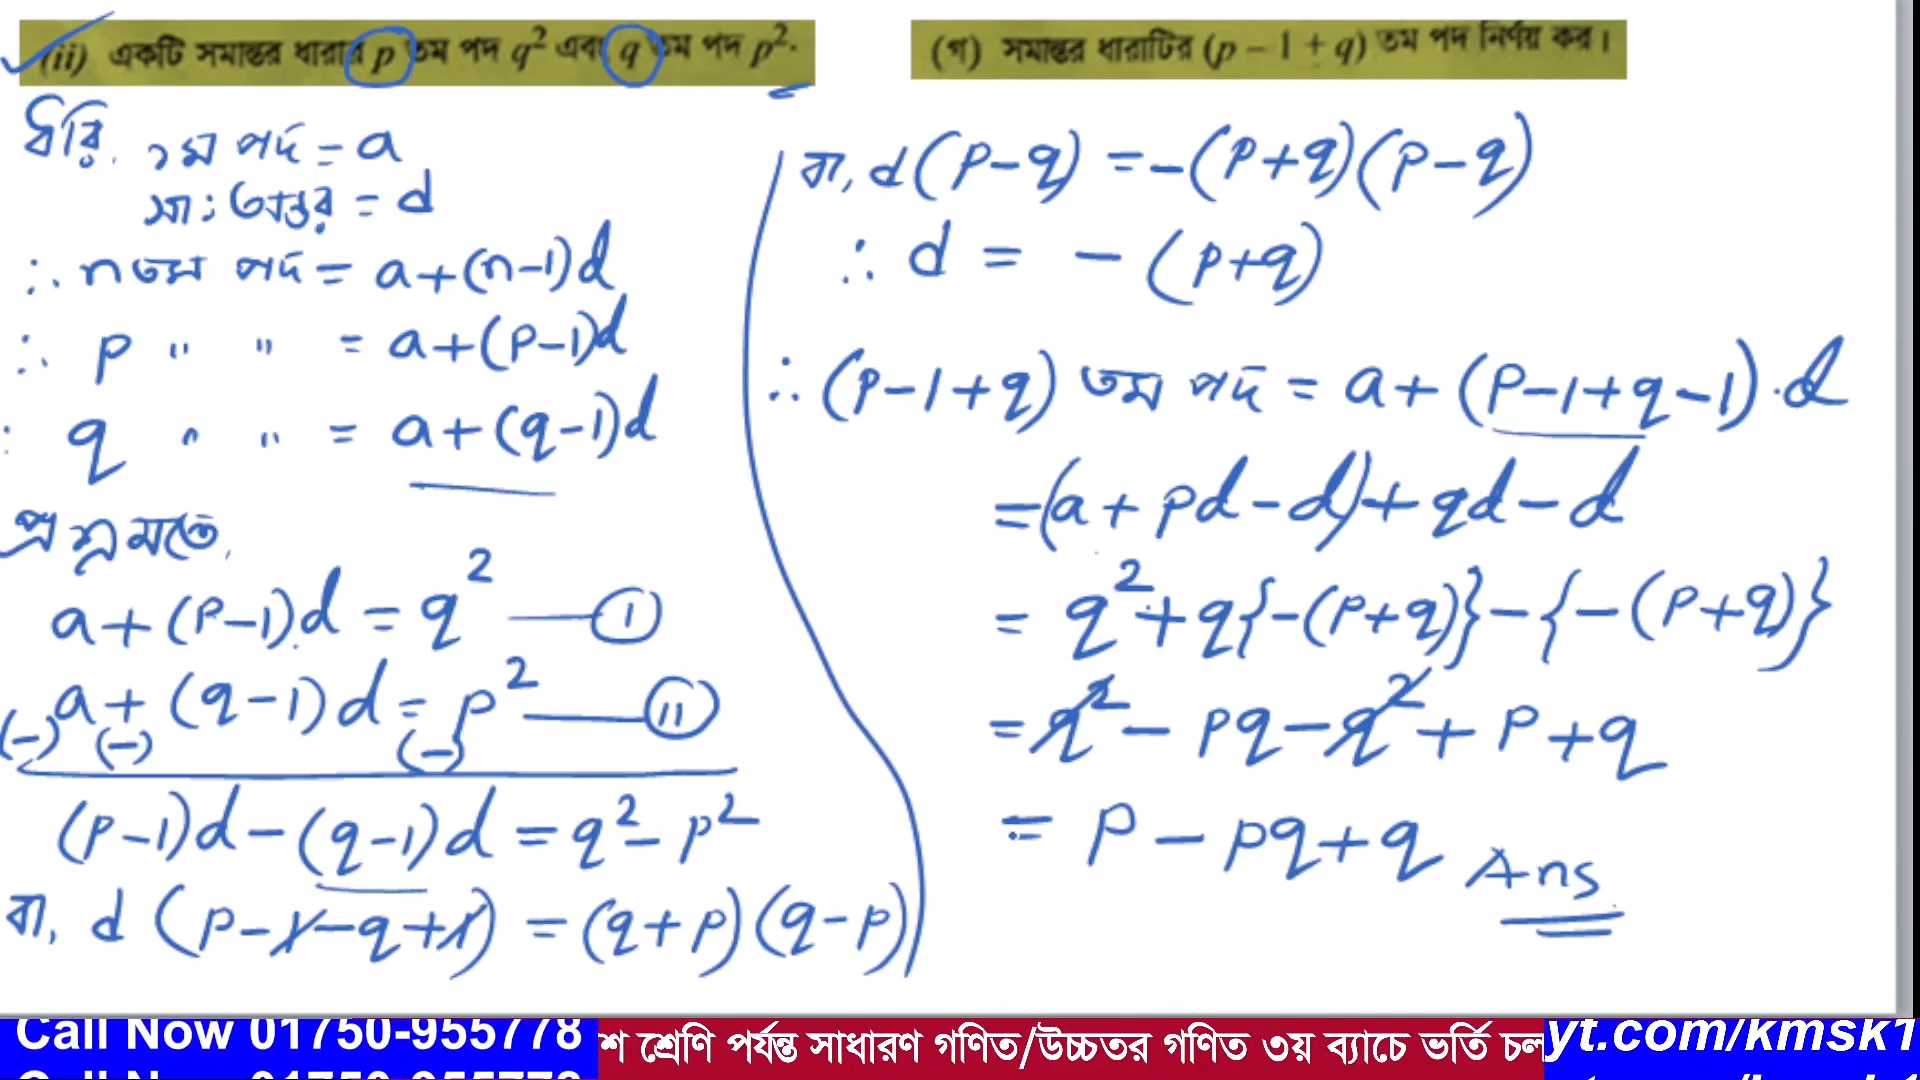 (ii) একটি সমান্তর ধারার p তম পদ q² এবং q তম পদ p².
ধরি, ১ম পদ = a
সা: অন্তর = d
∴ n তম পদ = a+(n-1)d
∴ p " " = a+(p-1)d
: q " " = a+(q-1)d
প্রশ্নমতে,
a+(p-1)d = q² —— (i)
a+(q-1)d = p² —— (ii)
(-) (-) (-)
(p-1)d-(q-1)d = q²-p²
বা, d (p-1-q+1) = (q+p)(q-p)
(গ) সমান্তর ধারাটির (p – 1 + q) তম পদ নির্ণয় কর।
বা, d(p-q) = -(p+q)(p-q)
∴ d = -(p+q)
∴ (p-1+q) তম পদ = a+(p-1+q-1).d
=(a+pd-d)+qd-d
= q²+q{-(p+q)}-{-(p+q)}
= q²-pq-q²+p+q
= p-pq+q Ans
Call Now 01750-955778
শ শ্রেণি পর্যন্ত সাধারণ গণিত/উচ্চতর গণিত ৩য় ব্যাচে ভর্তি চল
yt.com/kmsk1